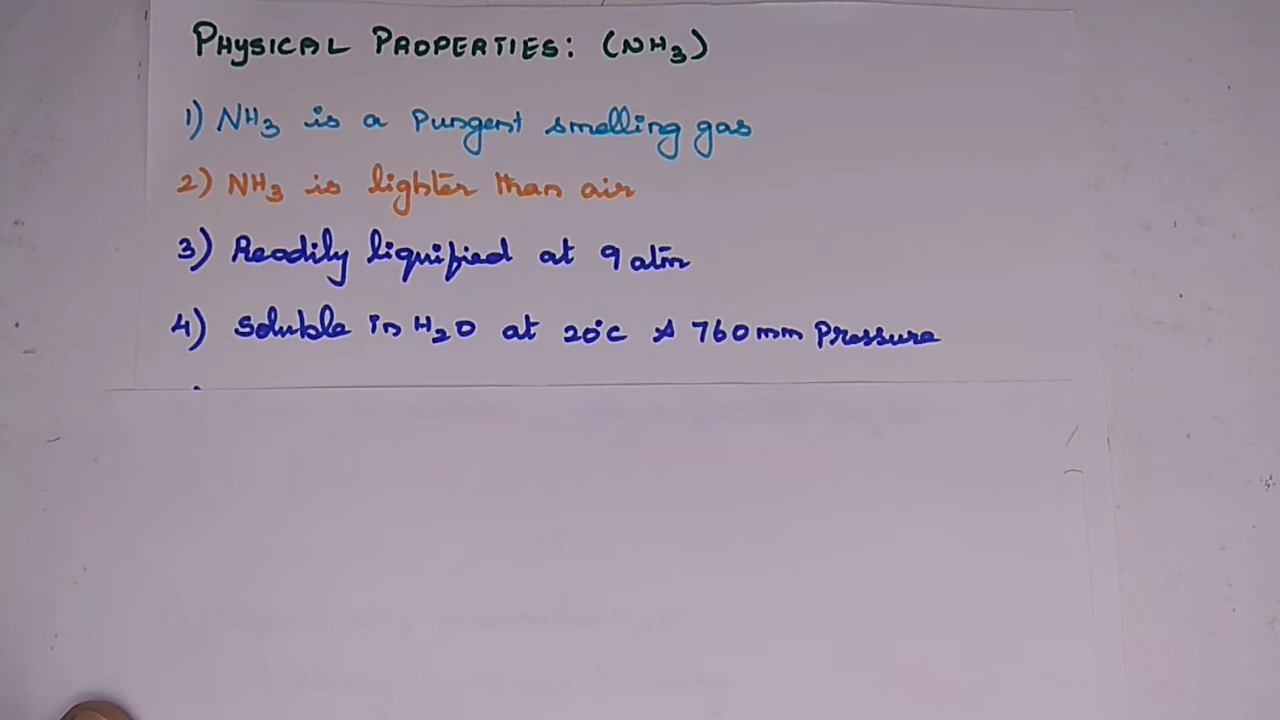 PHYSICAL PROPERTIES: (NH3)
1) NH3 is a Pungent smelling gas
2) NH3 is lighter than air
3) Readily liquified at 9 atm
4) Soluble in H2O at 20°C & 760mm Pressure